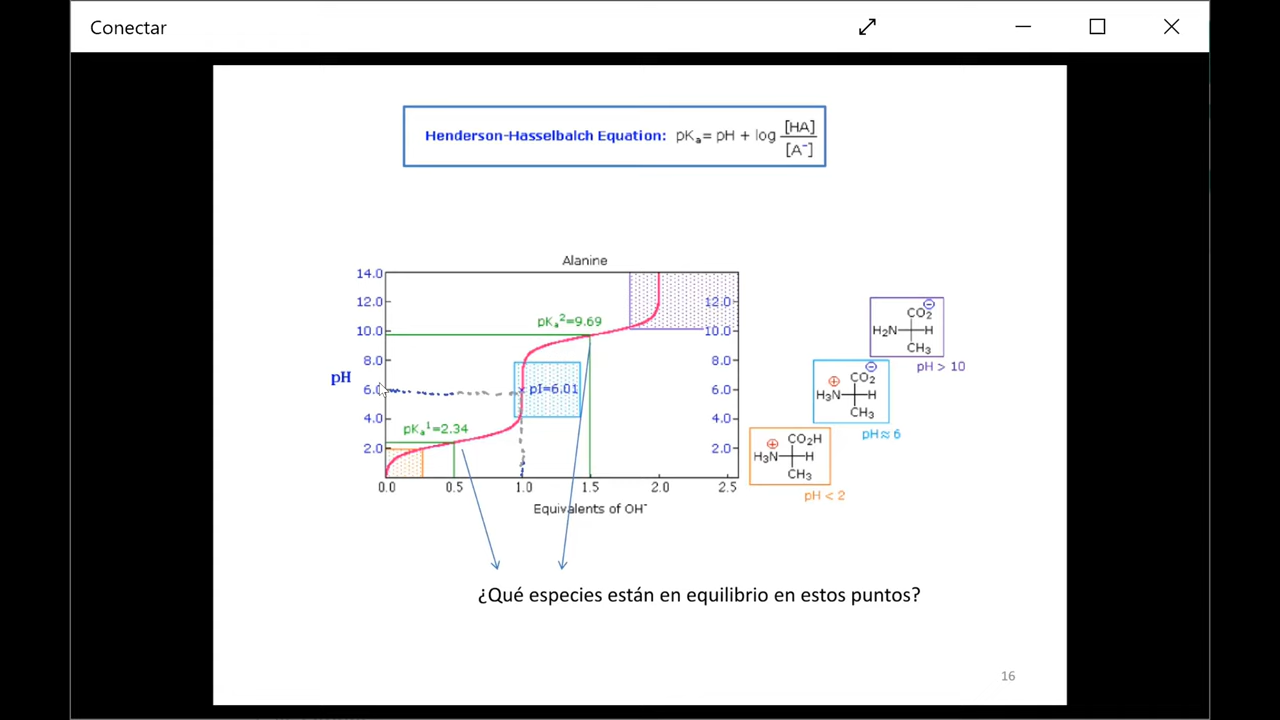 Conectar
Henderson-Hasselbalch Equation: pKₐ= pH + log [HA]
[A⁻]
Alanine
14.0
12.0
12.0
pKₐ²=9.69
10.0
10.0
8.0
8.0
pH
6.0
pI=6.01
6.0
4.0
4.0
pKₐ¹=2.34
2.0
2.0
0.0 0.5 1.0 1.5 2.0 2.5
Equivalents of OH⁻
⊖
CO₂
H₂N H
CH₃
pH > 10
⊖
⊕ CO₂
H₃N H
CH₃
pH ≈ 6
⊕ CO₂H
H₃N H
CH₃
pH < 2
¿Qué especies están en equilibrio en estos puntos?
16